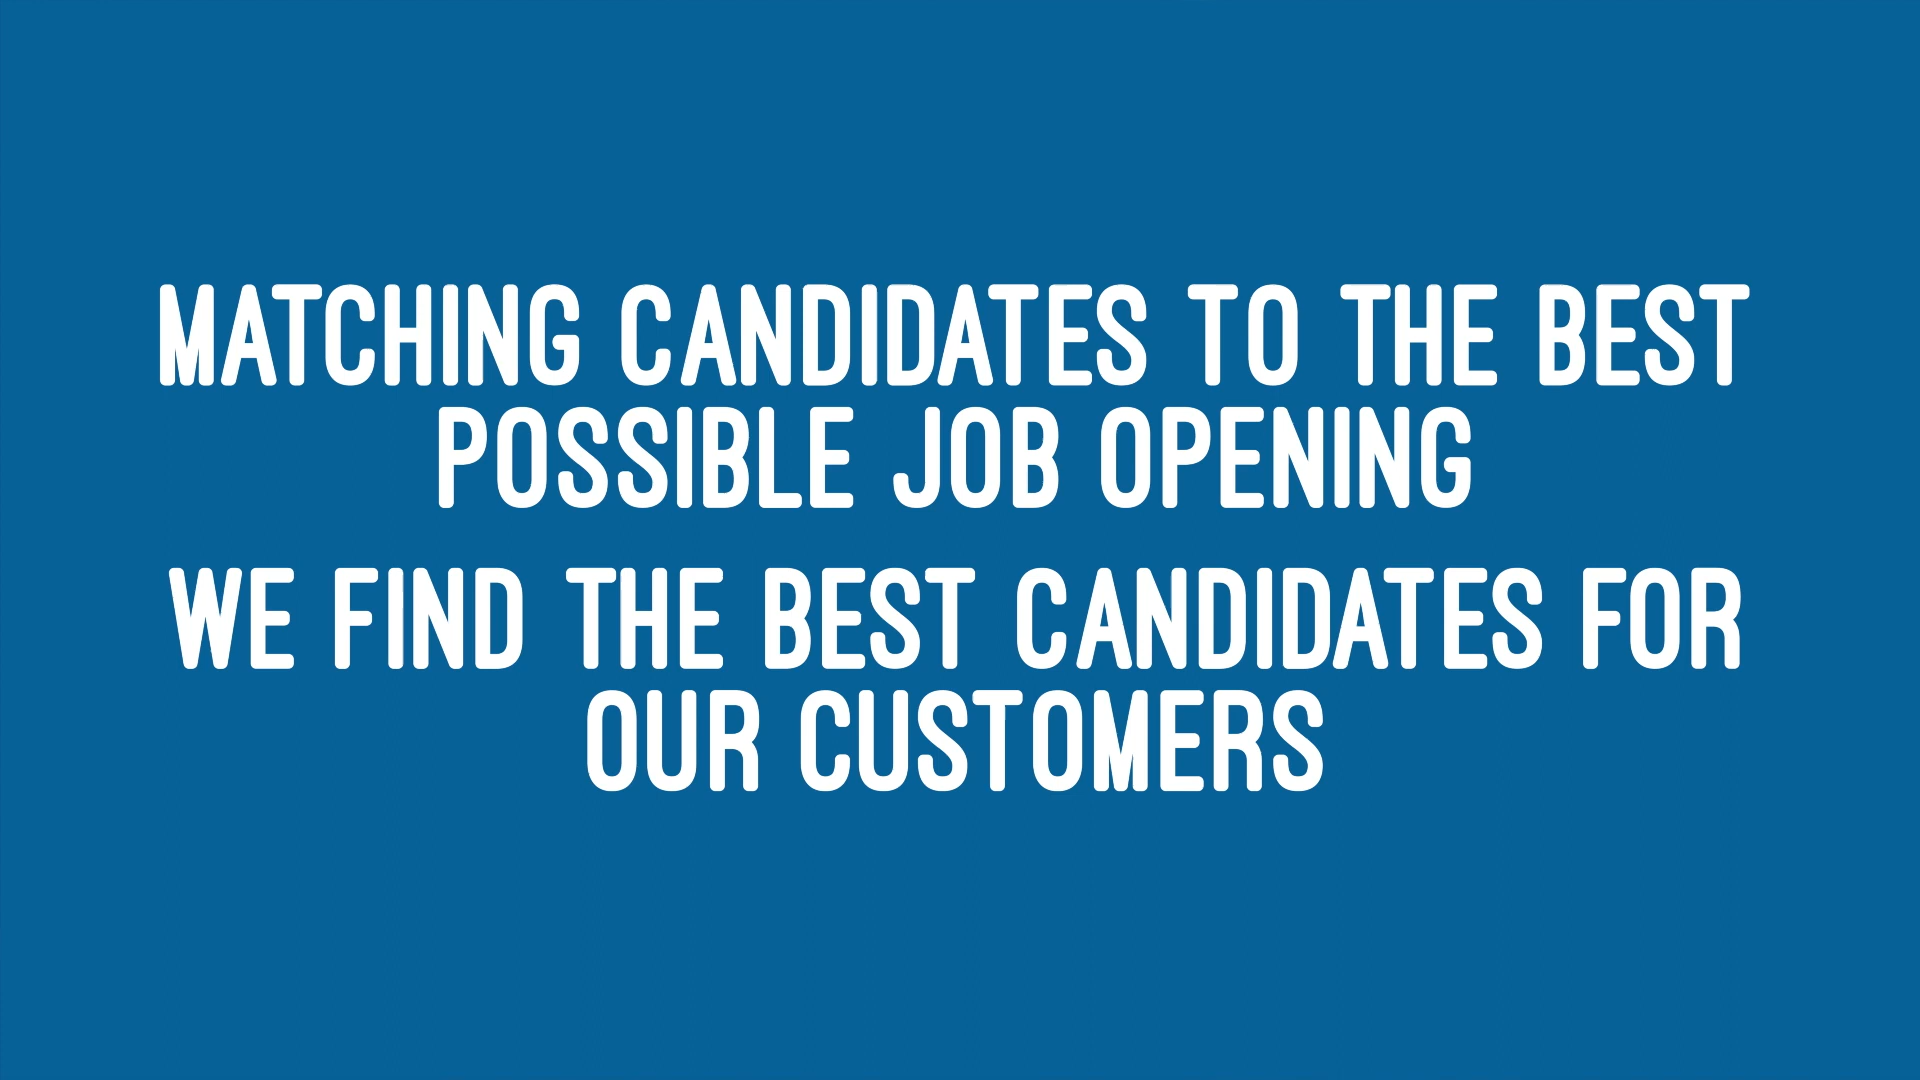 MATCHING CANDIDATES TO THE BEST
POSSIBLE JOB OPENING
WE FIND THE BEST CANDIDATES FOR
OUR CUSTOMERS